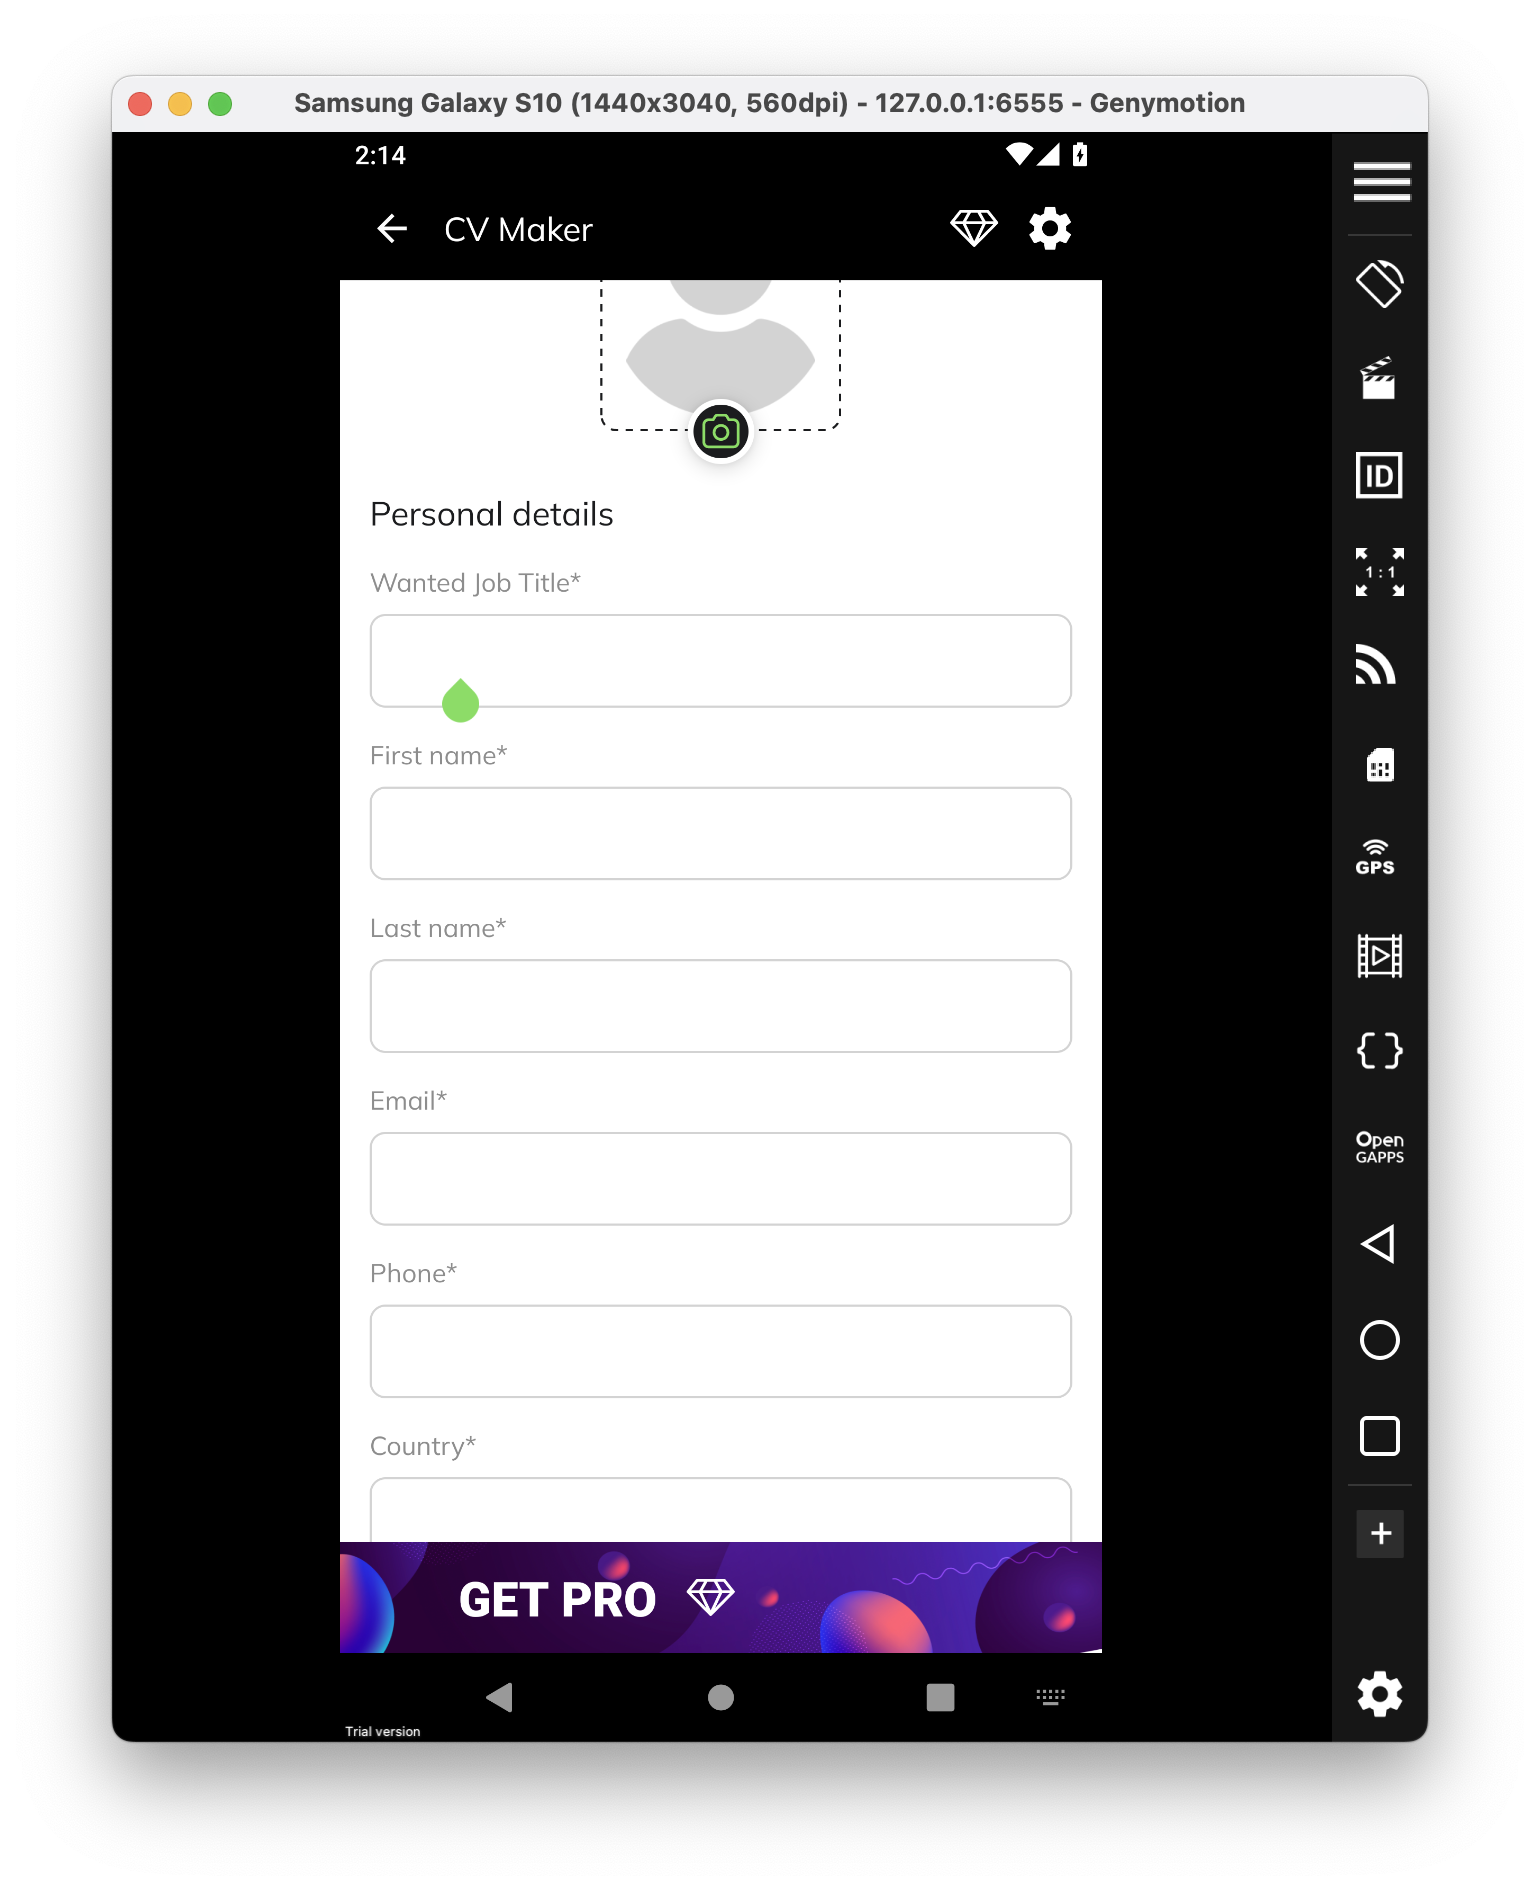 Samsung Galaxy S10 (1440x3040, 560dpi) - 127.0.0.1:6555 - Genymotion
2:14
CV Maker
Personal details
Wanted Job Title*
First name*
Last name*
Email*
Phone*
Country*
GET PRO
Trial version
ID
1 : 1
GPS
Open
GAPPS